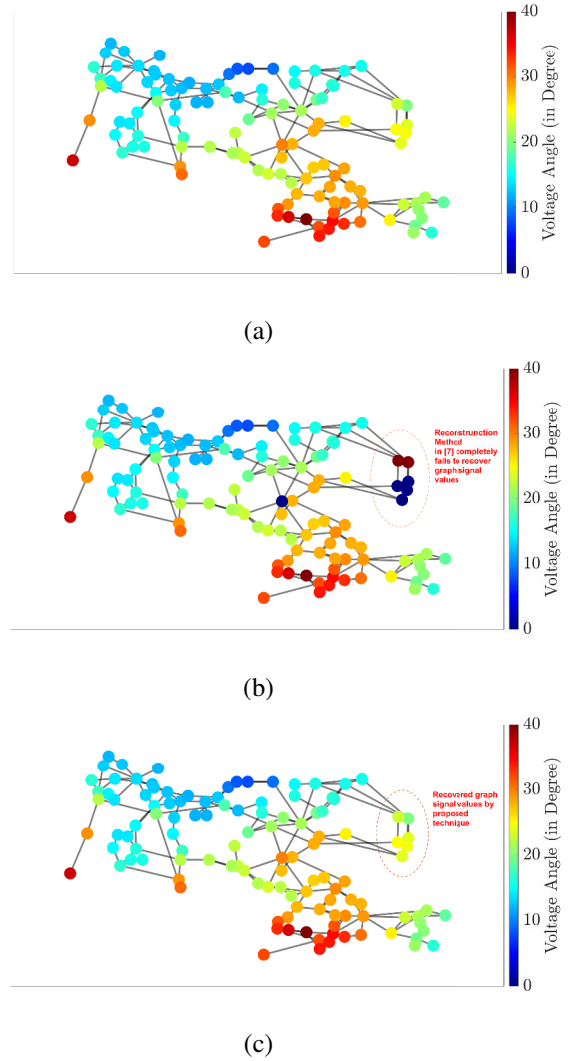 40
30
20
10
0
Voltage Angle (in Degree)
(a)
40
30
20
10
0
Voltage Angle (in Degree)
Reconstrunction
Method
in [7] completely
fails to recover
graph signal
values
(b)
40
30
20
10
0
Voltage Angle (in Degree)
Recovered graph
signal values by
proposed
technique
(c)